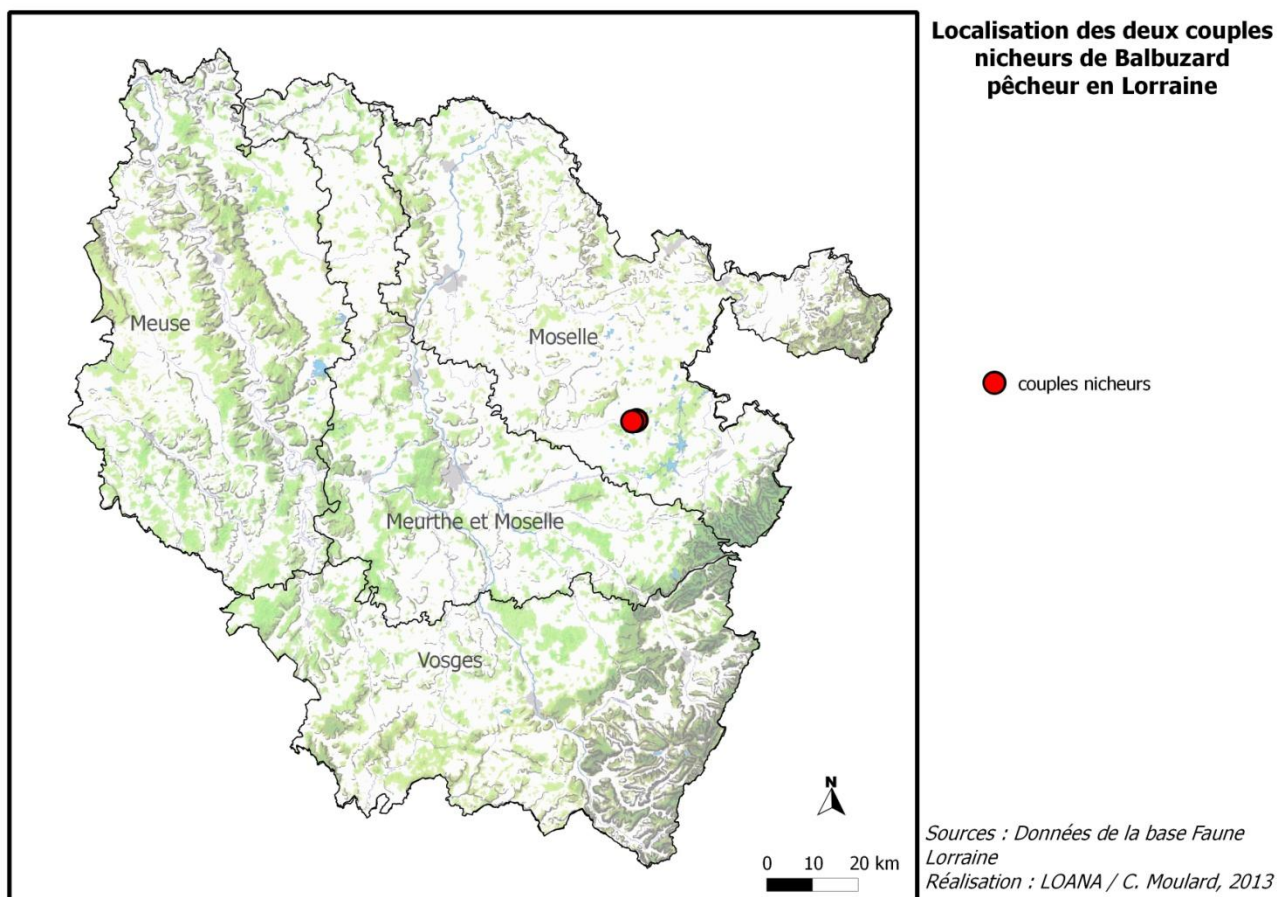 Localisation des deux couples
nicheurs de Balbuzard
pêcheur en Lorraine
Meuse
Moselle
couples nicheurs
Meurthe et Moselle
Vosges
N
0 10 20 km
Sources : Données de la base Faune
Lorraine
Réalisation : LOANA / C. Moulard, 2013